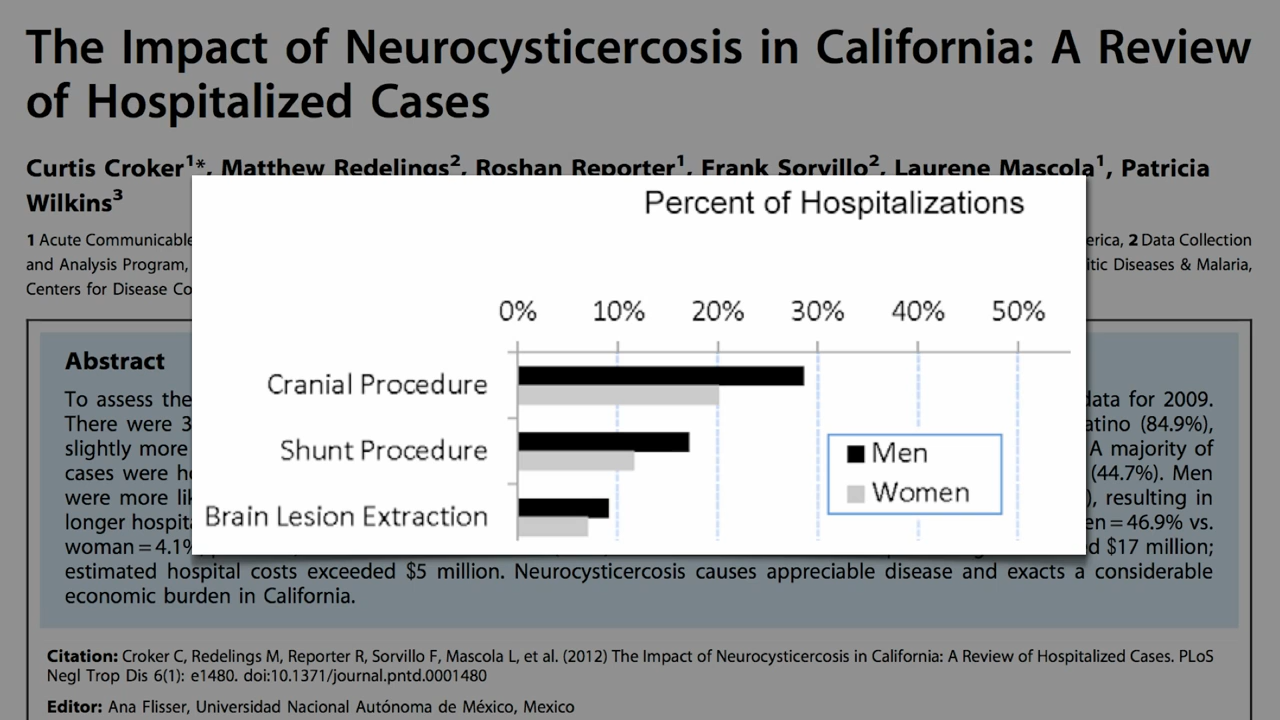 The Impact of Neurocysticercosis in California: A Review
of Hospitalized Cases
Curtis Croker1*, Matthew Redelings2, Roshan Reporter1, Frank Sorvillo2, Laurene Mascola1, Patricia
Wilkins3
1 Acute Communicable erica, 2 Data Collection
and Analysis Program, itic Diseases & Malaria,
Centers for Disease Co
Percent of Hospitalizations
0% 10% 20% 30% 40% 50%
Cranial Procedure
Shunt Procedure
Brain Lesion Extraction
Men
Women
Abstract
To assess the data for 2009.
There were 3 atino (84.9%),
slightly more A majority of
cases were h (44.7%). Men
were more lik ), resulting in
longer hospita en = 46.9% vs.
woman = 4.1% d $17 million;
estimated hospital costs exceeded $5 million. Neurocysticercosis causes appreciable disease and exacts a considerable
economic burden in California.
Citation: Croker C, Redelings M, Reporter R, Sorvillo F, Mascola L, et al. (2012) The Impact of Neurocysticercosis in California: A Review of Hospitalized Cases. PLoS
Negl Trop Dis 6(1): e1480. doi:10.1371/journal.pntd.0001480
Editor: Ana Flisser, Universidad Nacional Autónoma de México, Mexico